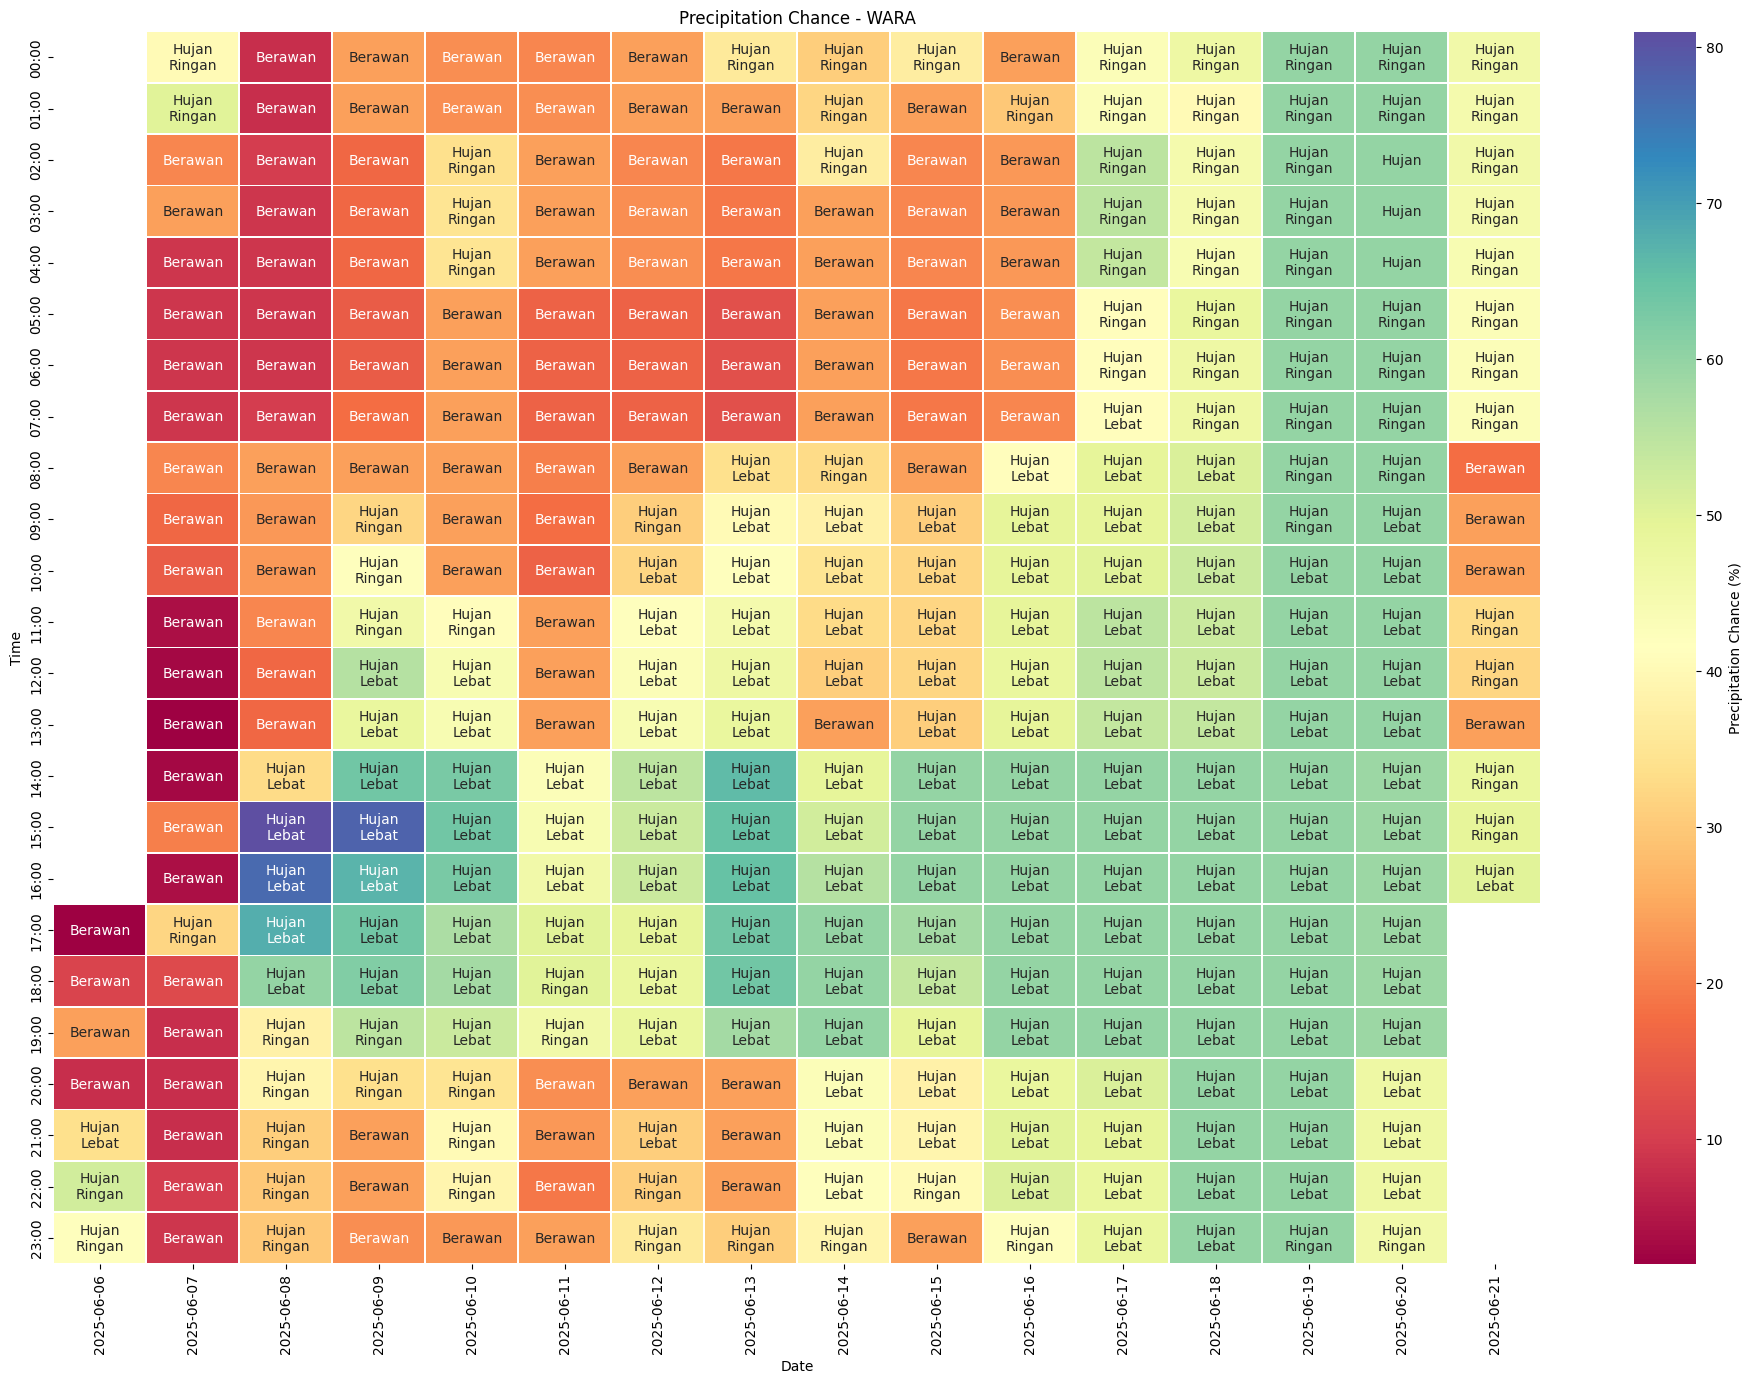 Precipitation Chance - WARA
00:00 Hujan Ringan Berawan Berawan Berawan Berawan Berawan Hujan Ringan Hujan Ringan Hujan Ringan Berawan Hujan Ringan Hujan Ringan Hujan Ringan Hujan Ringan Hujan Ringan
01:00 Hujan Ringan Berawan Berawan Berawan Berawan Berawan Berawan Hujan Ringan Berawan Hujan Ringan Hujan Ringan Hujan Ringan Hujan Ringan Hujan Ringan Hujan Ringan
02:00 Berawan Berawan Berawan Hujan Ringan Berawan Berawan Berawan Hujan Ringan Berawan Berawan Hujan Ringan Hujan Ringan Hujan Ringan Hujan Hujan Ringan
03:00 Berawan Berawan Berawan Hujan Ringan Berawan Berawan Berawan Berawan Berawan Berawan Hujan Ringan Hujan Ringan Hujan Ringan Hujan Hujan Ringan
04:00 Berawan Berawan Berawan Hujan Ringan Berawan Berawan Berawan Berawan Berawan Berawan Hujan Ringan Hujan Ringan Hujan Ringan Hujan Hujan Ringan
05:00 Berawan Berawan Berawan Berawan Berawan Berawan Berawan Berawan Berawan Berawan Hujan Ringan Hujan Ringan Hujan Ringan Hujan Ringan Hujan Ringan
06:00 Berawan Berawan Berawan Berawan Berawan Berawan Berawan Berawan Berawan Berawan Hujan Ringan Hujan Ringan Hujan Ringan Hujan Ringan Hujan Ringan
07:00 Berawan Berawan Berawan Berawan Berawan Berawan Berawan Berawan Berawan Berawan Hujan Lebat Hujan Ringan Hujan Ringan Hujan Ringan Hujan Ringan
08:00 Berawan Berawan Berawan Berawan Berawan Berawan Hujan Lebat Hujan Ringan Berawan Hujan Lebat Hujan Lebat Hujan Lebat Hujan Ringan Hujan Ringan Berawan
09:00 Berawan Berawan Hujan Ringan Berawan Berawan Hujan Ringan Hujan Lebat Hujan Lebat Hujan Lebat Hujan Lebat Hujan Lebat Hujan Lebat Hujan Ringan Hujan Lebat Berawan
10:00 Berawan Berawan Hujan Ringan Berawan Berawan Hujan Lebat Hujan Lebat Hujan Lebat Hujan Lebat Hujan Lebat Hujan Lebat Hujan Lebat Hujan Lebat Hujan Lebat Berawan
11:00 Berawan Berawan Hujan Ringan Hujan Ringan Berawan Hujan Lebat Hujan Lebat Hujan Lebat Hujan Lebat Hujan Lebat Hujan Lebat Hujan Lebat Hujan Lebat Hujan Lebat Hujan Ringan
12:00 Berawan Berawan Hujan Lebat Hujan Lebat Berawan Hujan Lebat Hujan Lebat Hujan Lebat Hujan Lebat Hujan Lebat Hujan Lebat Hujan Lebat Hujan Lebat Hujan Lebat Hujan Ringan
13:00 Berawan Berawan Hujan Lebat Hujan Lebat Berawan Hujan Lebat Hujan Lebat Berawan Hujan Lebat Hujan Lebat Hujan Lebat Hujan Lebat Hujan Lebat Hujan Lebat Berawan
14:00 Berawan Hujan Lebat Hujan Lebat Hujan Lebat Hujan Lebat Hujan Lebat Hujan Lebat Hujan Lebat Hujan Lebat Hujan Lebat Hujan Lebat Hujan Lebat Hujan Lebat Hujan Lebat Hujan Ringan
15:00 Berawan Hujan Lebat Hujan Lebat Hujan Lebat Hujan Lebat Hujan Lebat Hujan Lebat Hujan Lebat Hujan Lebat Hujan Lebat Hujan Lebat Hujan Lebat Hujan Lebat Hujan Lebat Hujan Ringan
16:00 Berawan Hujan Lebat Hujan Lebat Hujan Lebat Hujan Lebat Hujan Lebat Hujan Lebat Hujan Lebat Hujan Lebat Hujan Lebat Hujan Lebat Hujan Lebat Hujan Lebat Hujan Lebat Hujan Lebat
17:00 Berawan Hujan Ringan Hujan Lebat Hujan Lebat Hujan Lebat Hujan Lebat Hujan Lebat Hujan Lebat Hujan Lebat Hujan Lebat Hujan Lebat Hujan Lebat Hujan Lebat Hujan Lebat Hujan Lebat
18:00 Berawan Berawan Hujan Lebat Hujan Lebat Hujan Lebat Hujan Ringan Hujan Lebat Hujan Lebat Hujan Lebat Hujan Lebat Hujan Lebat Hujan Lebat Hujan Lebat Hujan Lebat Hujan Lebat
19:00 Berawan Berawan Hujan Ringan Hujan Ringan Hujan Lebat Hujan Ringan Hujan Lebat Hujan Lebat Hujan Lebat Hujan Lebat Hujan Lebat Hujan Lebat Hujan Lebat Hujan Lebat Hujan Lebat
20:00 Berawan Berawan Hujan Ringan Hujan Ringan Hujan Ringan Berawan Berawan Berawan Hujan Lebat Hujan Lebat Hujan Lebat Hujan Lebat Hujan Lebat Hujan Lebat Hujan Lebat
21:00 Hujan Lebat Berawan Hujan Ringan Berawan Hujan Ringan Berawan Hujan Lebat Berawan Hujan Lebat Hujan Lebat Hujan Lebat Hujan Lebat Hujan Lebat Hujan Lebat Hujan Lebat
22:00 Hujan Ringan Berawan Hujan Ringan Berawan Hujan Ringan Berawan Hujan Ringan Berawan Hujan Lebat Hujan Ringan Hujan Lebat Hujan Lebat Hujan Lebat Hujan Lebat Hujan Lebat
23:00 Hujan Ringan Berawan Hujan Ringan Berawan Berawan Berawan Hujan Ringan Hujan Ringan Hujan Ringan Berawan Hujan Ringan Hujan Lebat Hujan Lebat Hujan Ringan Hujan Ringan
Time
2025-06-06 2025-06-07 2025-06-08 2025-06-09 2025-06-10 2025-06-11 2025-06-12 2025-06-13 2025-06-14 2025-06-15 2025-06-16 2025-06-17 2025-06-18 2025-06-19 2025-06-20 2025-06-21
Date
80
70
60
50
40
30
20
10
Precipitation Chance (%)